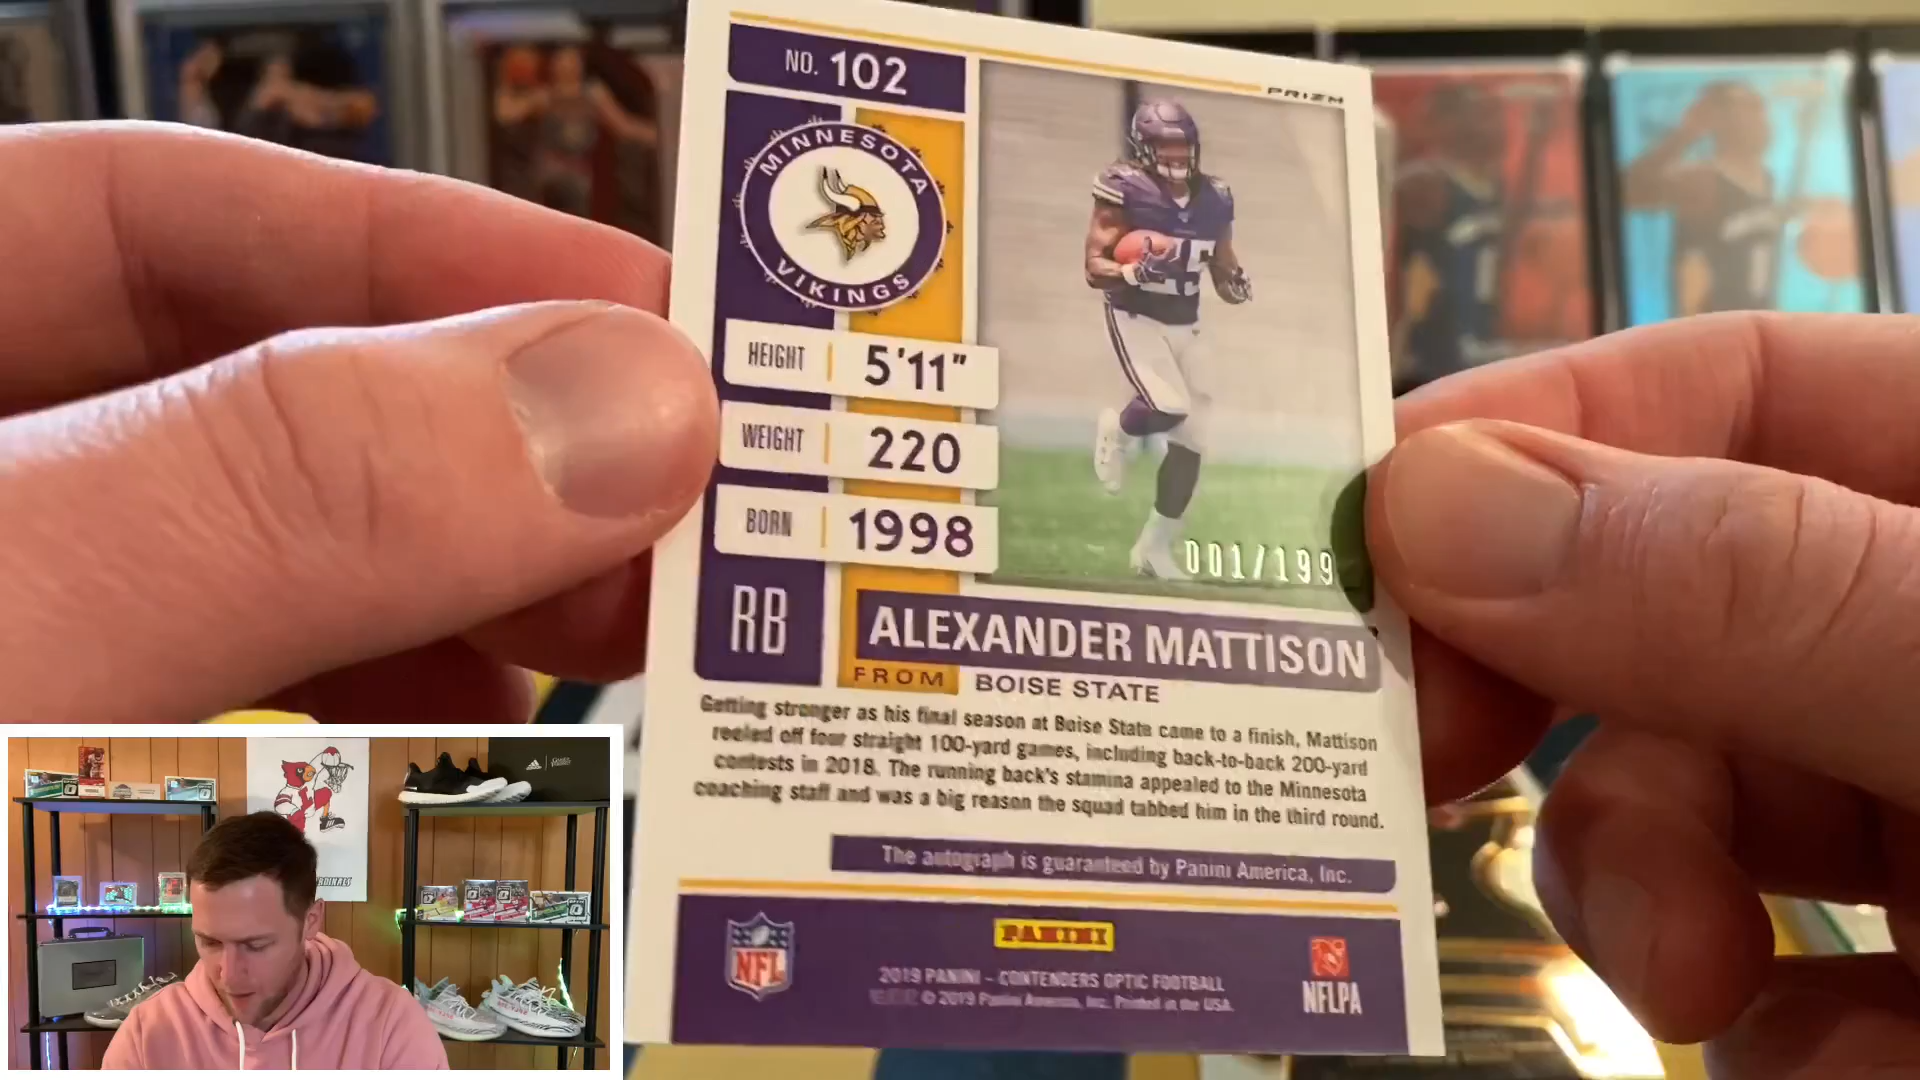 NO. 102
PRIZM
MINNESOTA
VIKINGS
HEIGHT 5'11"
WEIGHT 220
BORN 1998
001/199
RB
ALEXANDER MATTISON
FROM BOISE STATE
Getting stronger as his final season at Boise State came to a finish, Mattison
reeled off four straight 100-yard games, including back-to-back 200-yard
contests in 2018. The running back's stamina appealed to the Minnesota
coaching staff and was a big reason the squad tabbed him in the third round.
The autograph is guaranteed by Panini America, Inc.
NFL
PANINI
2019 PANINI – CONTENDERS OPTIC FOOTBALL
© 2019 Panini America, Inc. Printed in the USA.
NFLPA
adidas